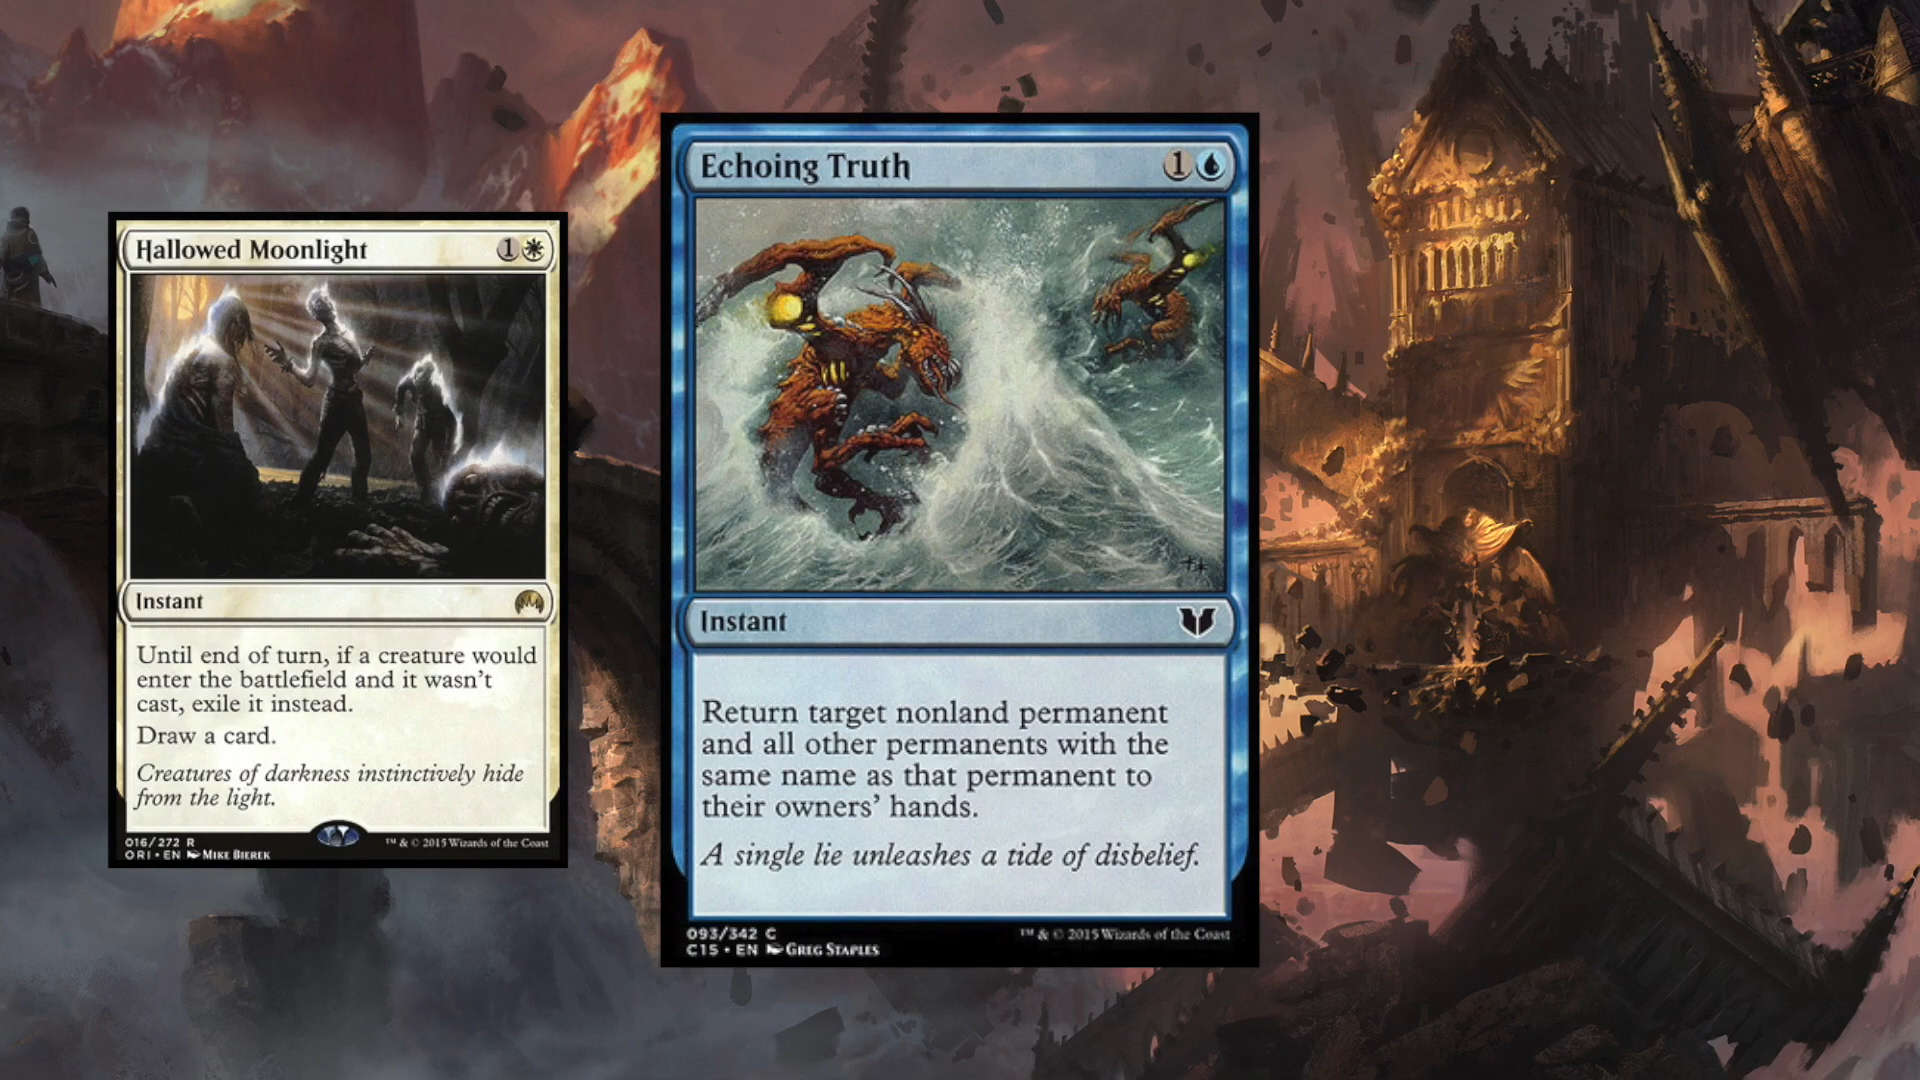 Hallowed Moonlight
1
Instant
Until end of turn, if a creature would
enter the battlefield and it wasn't
cast, exile it instead.
Draw a card.
Creatures of darkness instinctively hide
from the light.
016/272 R
ORI • EN Mike Bierek
™ & © 2015 Wizards of the Coast
Echoing Truth
1
Instant
Return target nonland permanent
and all other permanents with the
same name as that permanent to
their owners' hands.
A single lie unleashes a tide of disbelief.
093/342 C
C15 • EN Greg Staples
™ & © 2015 Wizards of the Coast